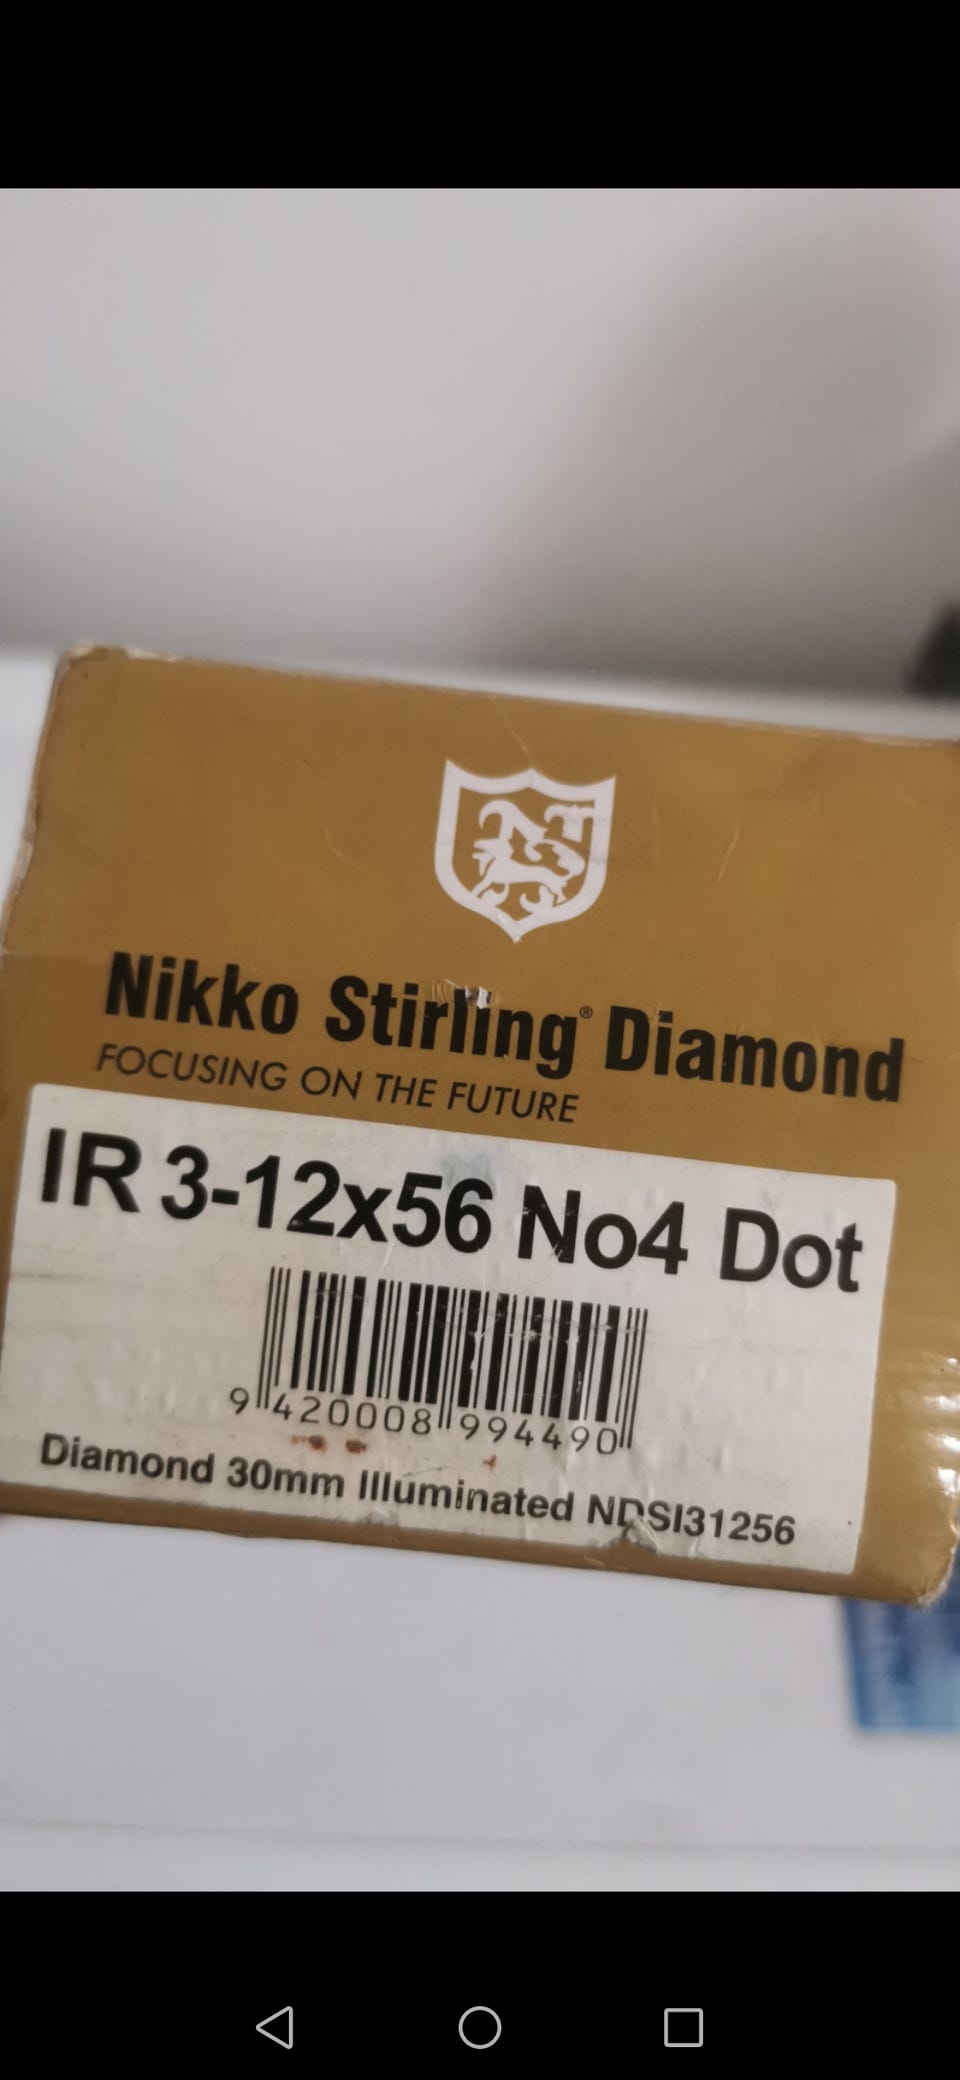 Nikko Stirling® Diamond
FOCUSING ON THE FUTURE
IR 3-12x56 No4 Dot
9 420008 994490
Diamond 30mm Illuminated NDSI31256